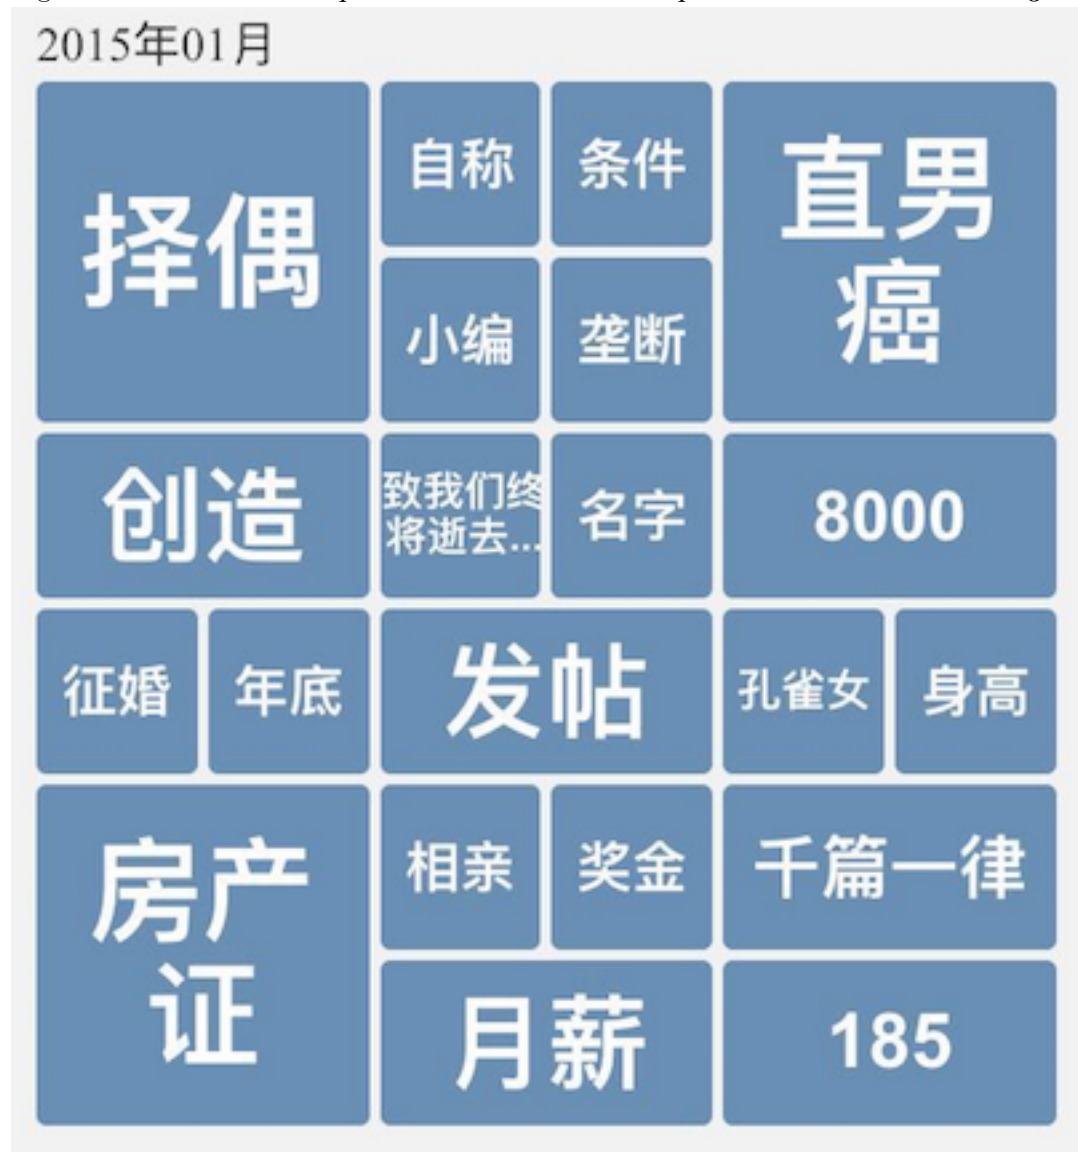 2015年01月
择偶
自称
条件
直男
癌
小编
垄断
创造
致我们终
将逝去...
名字
8000
征婚
年底
发帖
孔雀女
身高
房产
证
相亲
奖金
千篇一律
月薪
185